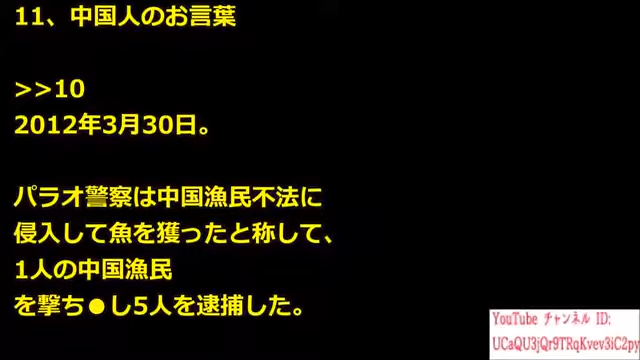 11、中国人のお言葉
>>10
2012年3月30日。
パラオ警察は中国漁民不法に
侵入して魚を獲ったと称して、
1人の中国漁民
を撃ち●し5人を逮捕した。
YouTube チャンネル ID:
UCaQU3jQr9TRqKvev3iC2py